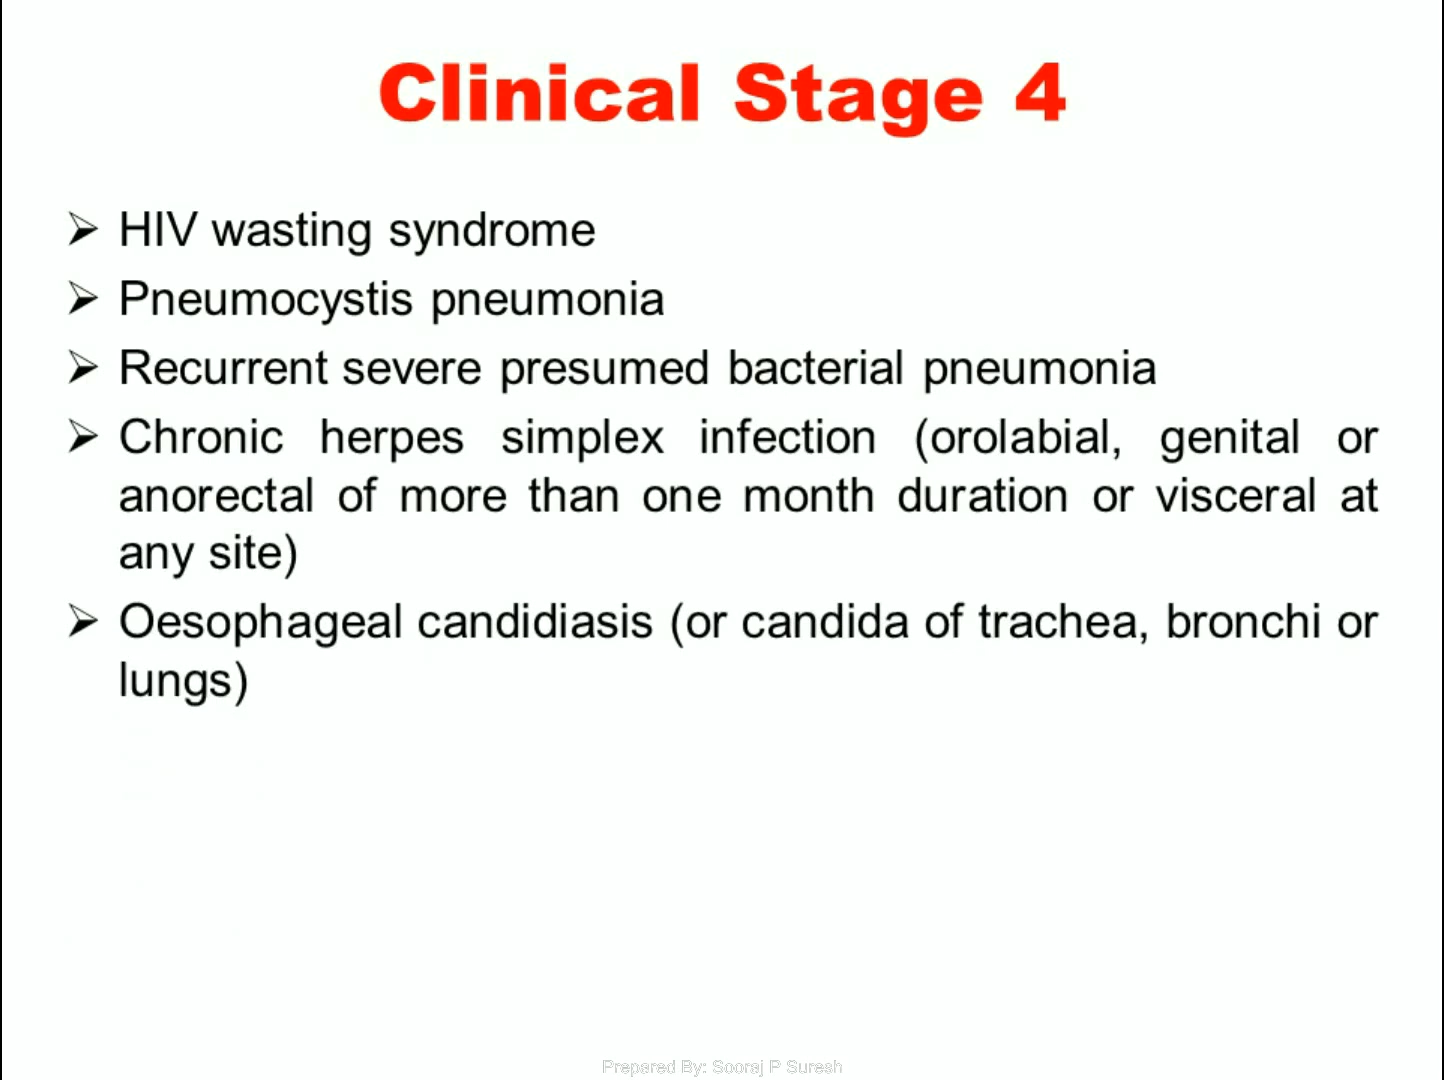 Clinical Stage 4
➢ HIV wasting syndrome
➢ Pneumocystis pneumonia
➢ Recurrent severe presumed bacterial pneumonia
➢ Chronic herpes simplex infection (orolabial, genital or
anorectal of more than one month duration or visceral at
any site)
➢ Oesophageal candidiasis (or candida of trachea, bronchi or
lungs)
Prepared By: Sooraj P Suresh